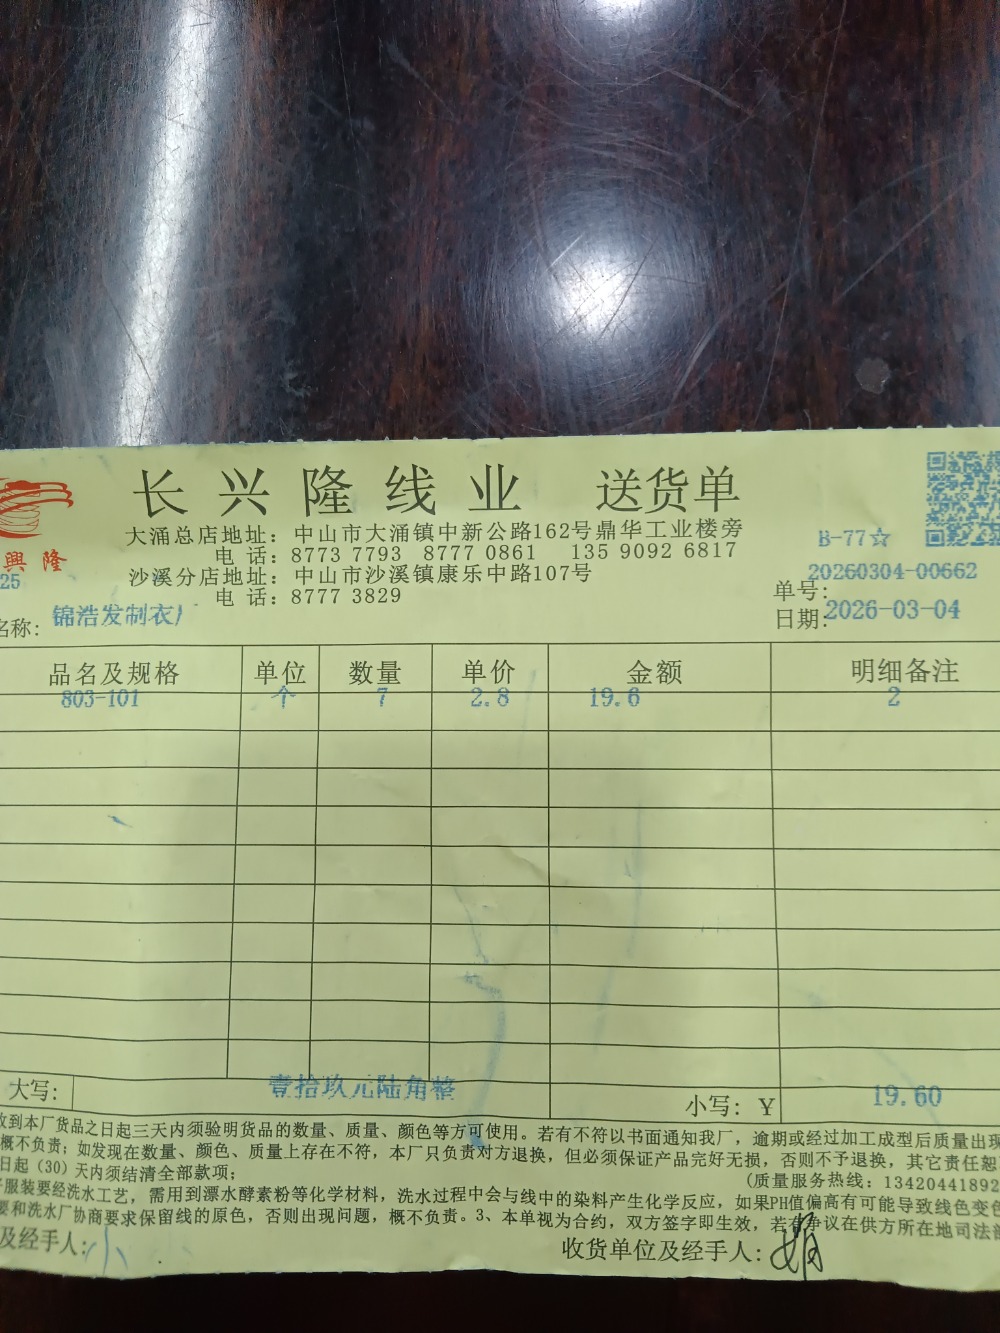 长兴隆线业 送货单
大涌总店地址：中山市大涌镇中新公路162号鼎华工业楼旁
电 话：8773 7793 8777 0861 135 9092 6817
沙溪分店地址：中山市沙溪镇康乐中路107号
电 话：8777 3829
興隆
25
B-77☆
单号：20260304-00662
名称：锦浩发制衣厂
日期：2026-03-04
品名及规格 单位 数量 单价 金额 明细备注
803-101 个 7 2.8 19.6 2
大写： 壹拾玖元陆角整 小写：Y 19.60
收到本厂货品之日起三天内须验明货品的数量、质量、颜色等方可使用。若有不符以书面通知我厂，逾期或经过加工成型后质量出现
概不负责；如发现在数量、颜色、质量上存在不符，本厂只负责对方退换，但必须保证产品完好无损，否则不予退换，其它责任恕
日起（30）天内须结清全部款项；
(质量服务热线：13420441892
服装要经洗水工艺，需用到漂水酵素粉等化学材料，洗水过程中会与线中的染料产生化学反应，如果PH值偏高有可能导致线色变色
要和洗水厂协商要求保留线的原色，否则出现问题，概不负责。3、本单视为合约，双方签字即生效，若有争议在供方所在地司法部
及经手人：小 收货单位及经手人：